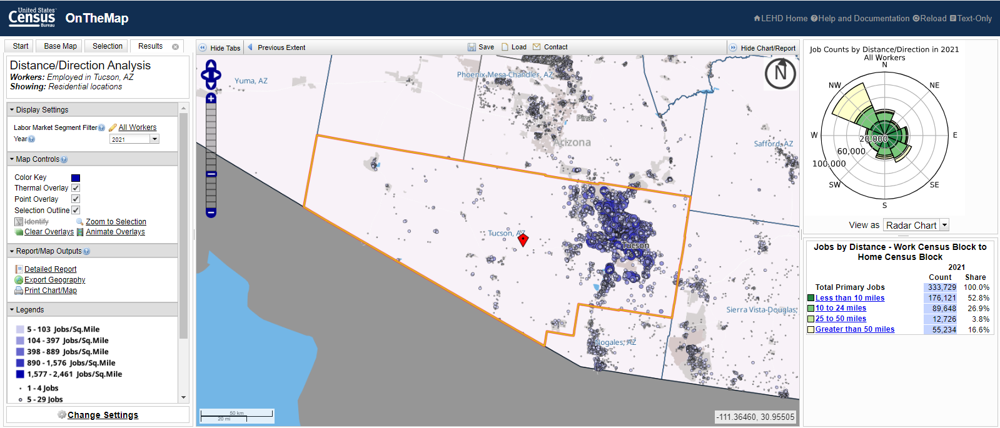 United States™
Census
Bureau
OnTheMap
LEHD Home Help and Documentation Reload Text-Only
Start Base Map Selection Results
Hide Tabs Previous Extent Save Load Contact Hide Chart/Report
Distance/Direction Analysis
Workers: Employed in Tucson, AZ
Showing: Residential locations
Display Settings
Labor Market Segment Filter All Workers
Year 2021
Map Controls
Color Key
Thermal Overlay
Point Overlay
Selection Outline
Identify Zoom to Selection
Clear Overlays Animate Overlays
Report/Map Outputs
Detailed Report
Export Geography
Print Chart/Map
Legends
5 - 103 Jobs/Sq.Mile
104 - 397 Jobs/Sq.Mile
398 - 889 Jobs/Sq.Mile
890 - 1,576 Jobs/Sq.Mile
1,577 - 2,461 Jobs/Sq.Mile
1 - 4 Jobs
5 - 29 Jobs
Change Settings
Yuma, AZ
Phoenix-Mesa-Chandler, AZ
Pinal
Arizona
Safford, AZ
Tucson, AZ
Tucson
Sierra Vista-Douglas,
Nogales, AZ
N
50 km
20 mi
-111.36460, 30.95505
Job Counts by Distance/Direction in 2021
All Workers
N
NW NE
W E
20,000
60,000
100,000
SW SE
S
View as Radar Chart
Jobs by Distance - Work Census Block to
Home Census Block
2021
Count Share
Total Primary Jobs 333,729 100.0%
Less than 10 miles 176,121 52.8%
10 to 24 miles 89,648 26.9%
25 to 50 miles 12,726 3.8%
Greater than 50 miles 55,234 16.6%